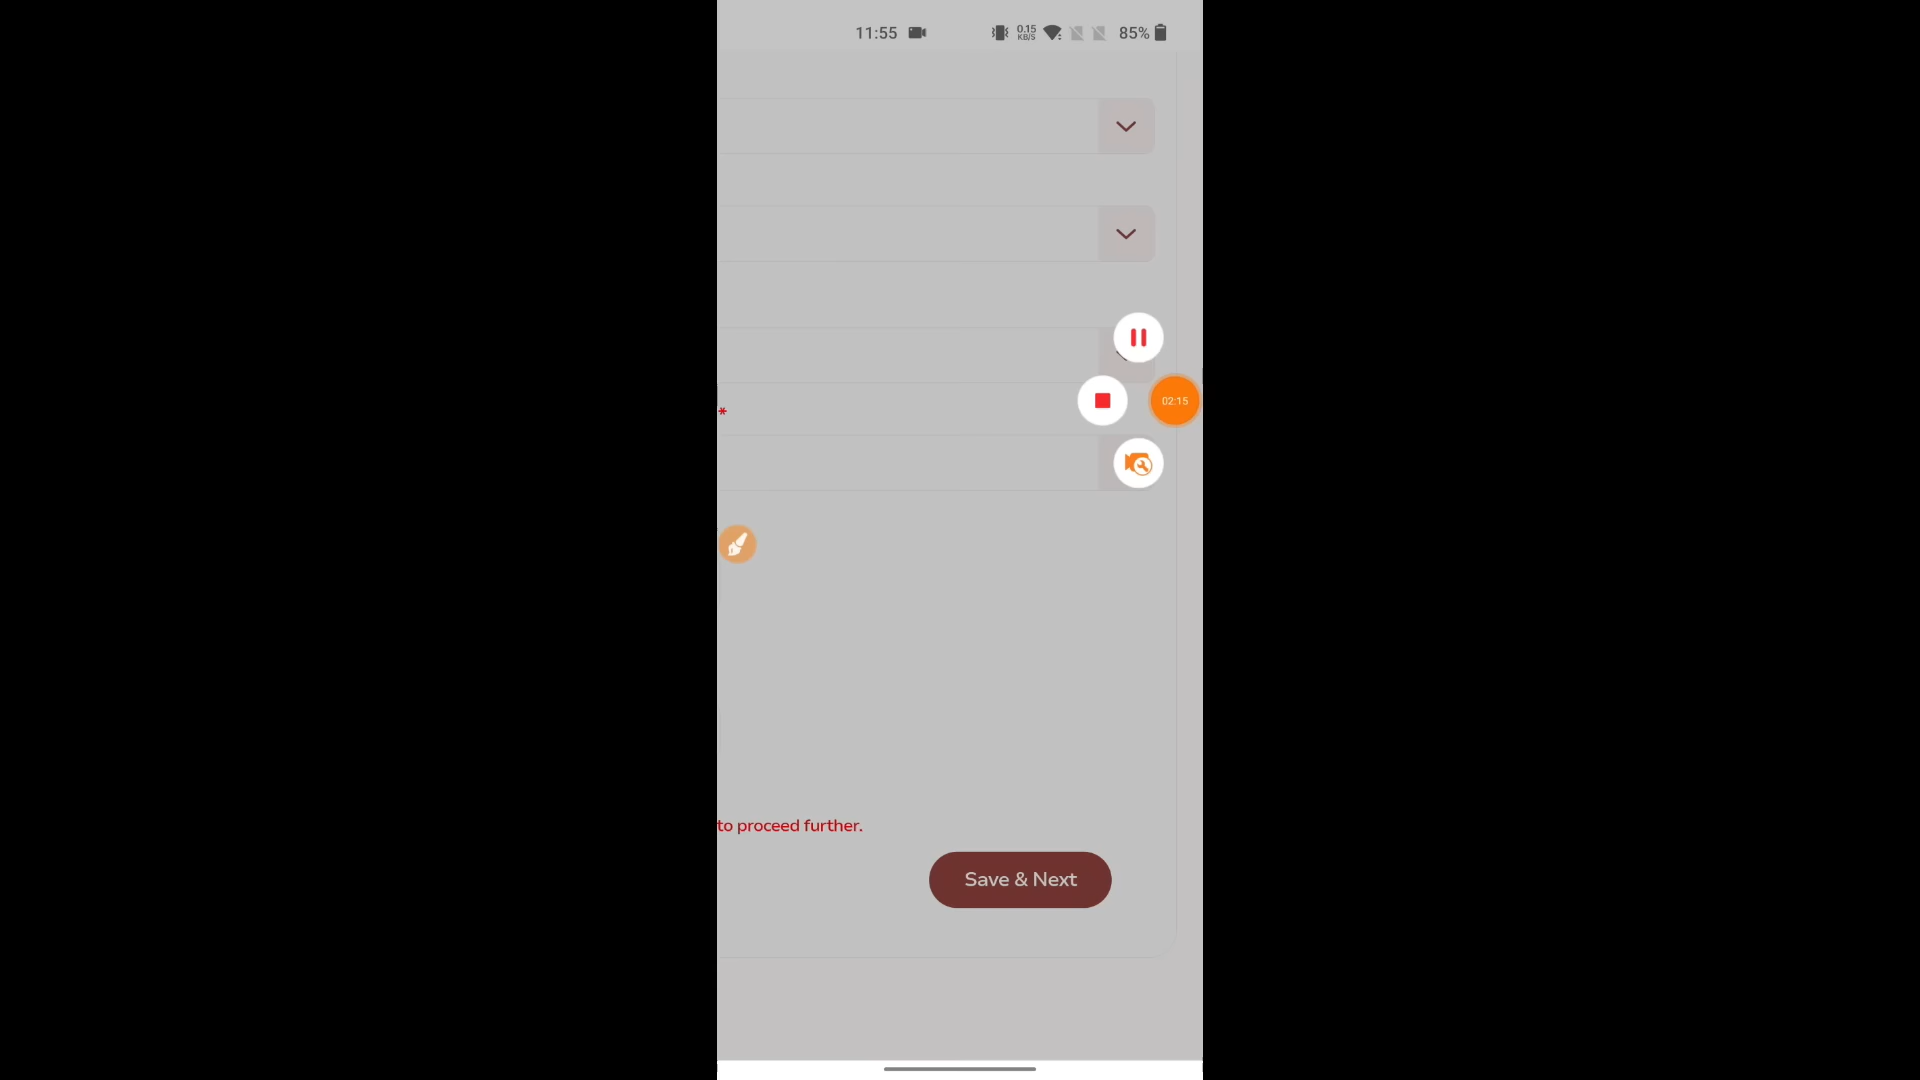 11:55
0.15
KB/S
85%
02:15
*
to proceed further.
Save & Next